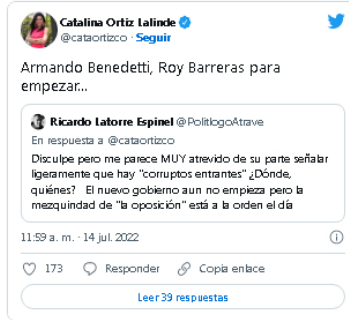 Catalina Ortiz Lalinde
@cataortizco · Seguir
Armando Benedetti, Roy Barreras para
empezar...
Ricardo Latorre Espinel @PolitlogoAtrave
En respuesta a @cataortizco
Disculpe pero me parece MUY atrevido de su parte señalar
ligeramente que hay "corruptos entrantes" ¿Dónde,
quiénes? El nuevo gobierno aun no empieza pero la
mezquindad de "la oposición" está a la orden el día
11:59 a. m. · 14 jul. 2022
173 Responder Copia enlace
Leer 39 respuestas